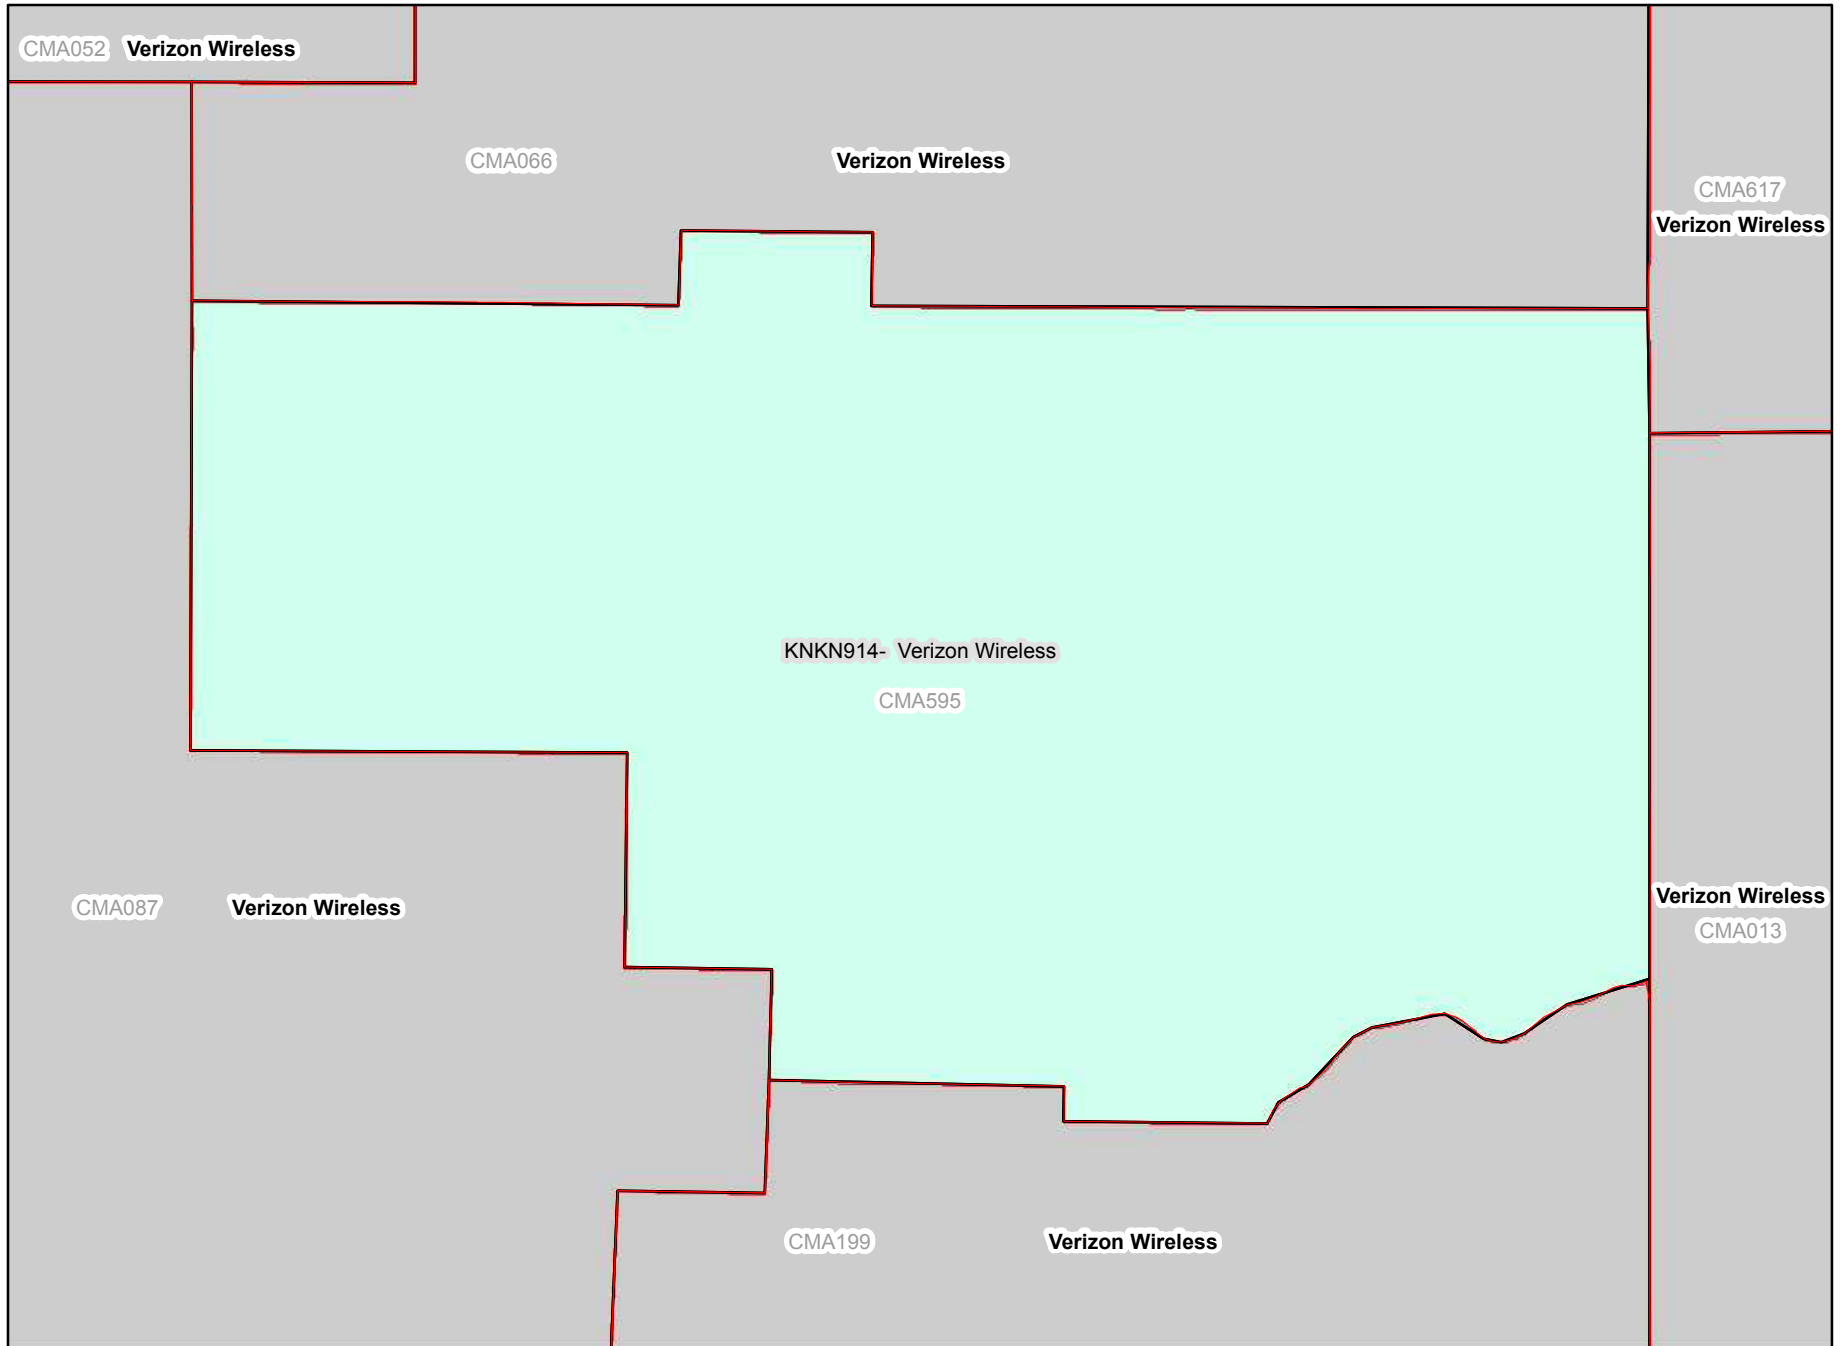 CMA052 Verizon Wireless
CMA066 Verizon Wireless
CMA617
Verizon Wireless
KNKN914- Verizon Wireless
CMA595
CMA087 Verizon Wireless
Verizon Wireless
CMA013
CMA199 Verizon Wireless